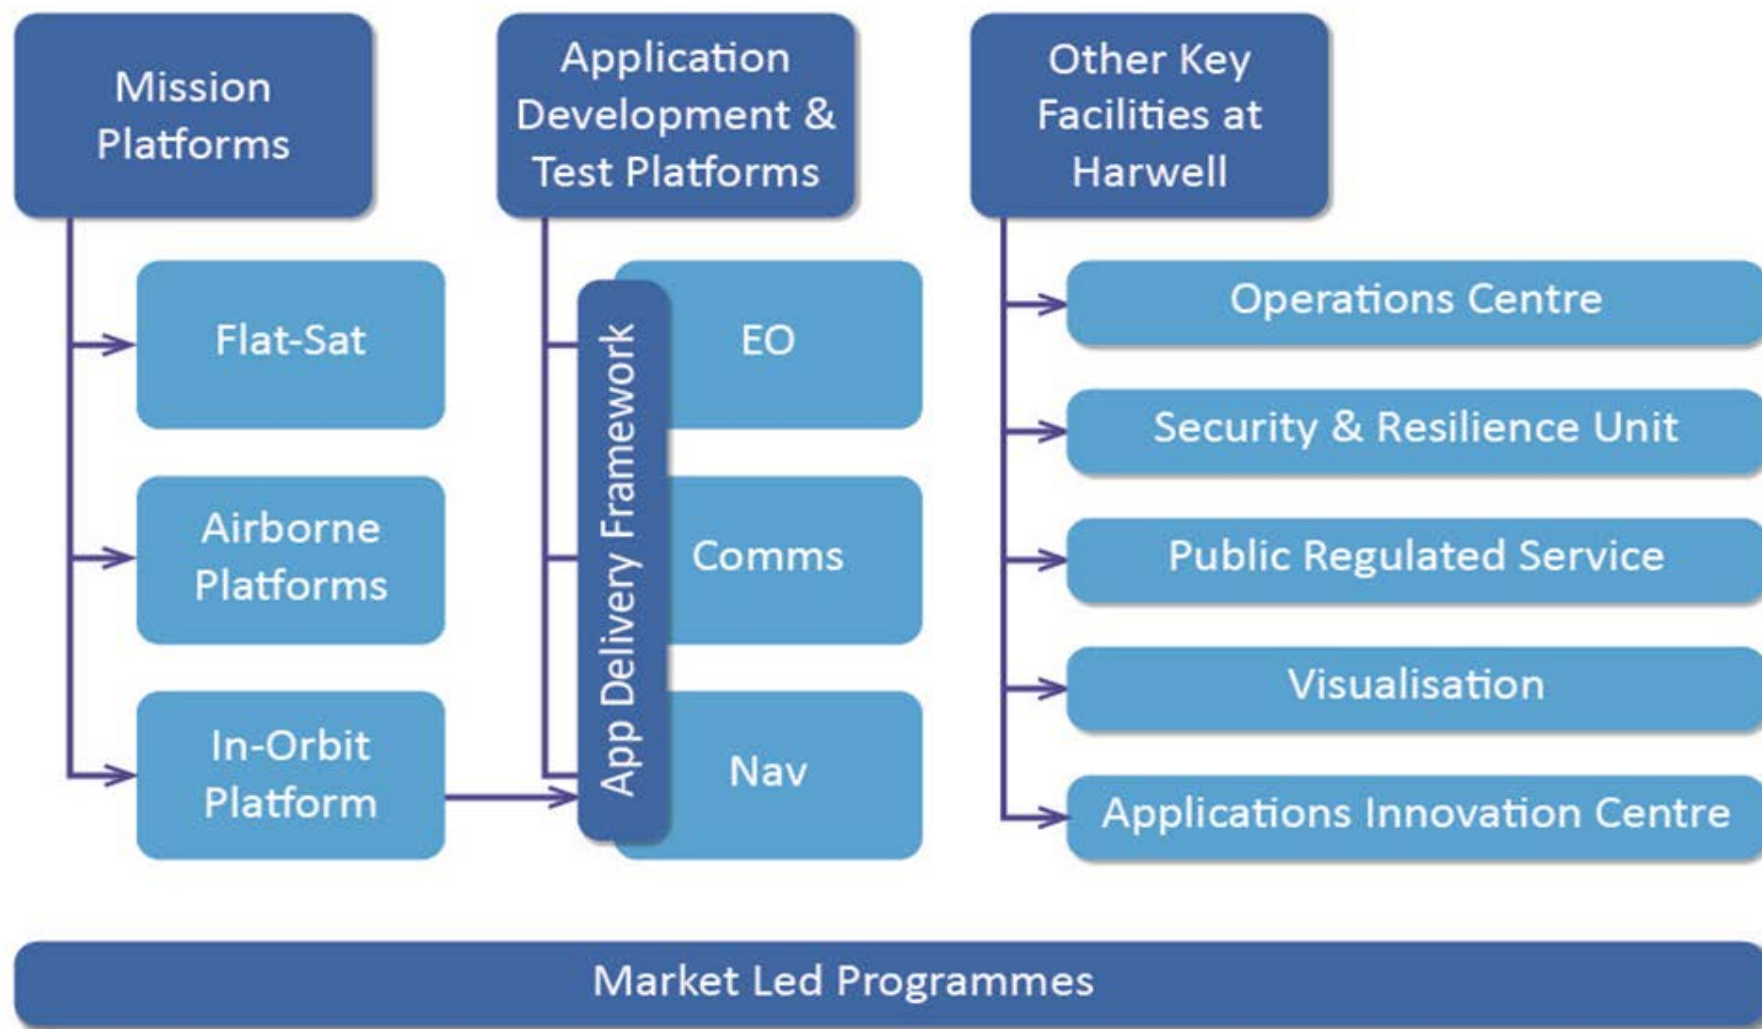 Mission
Platforms
Flat-Sat
Airborne
Platforms
In-Orbit
Platform
Application
Development &
Test Platforms
App Delivery Framework
EO
Comms
Nav
Other Key
Facilities at
Harwell
Operations Centre
Security & Resilience Unit
Public Regulated Service
Visualisation
Applications Innovation Centre
Market Led Programmes